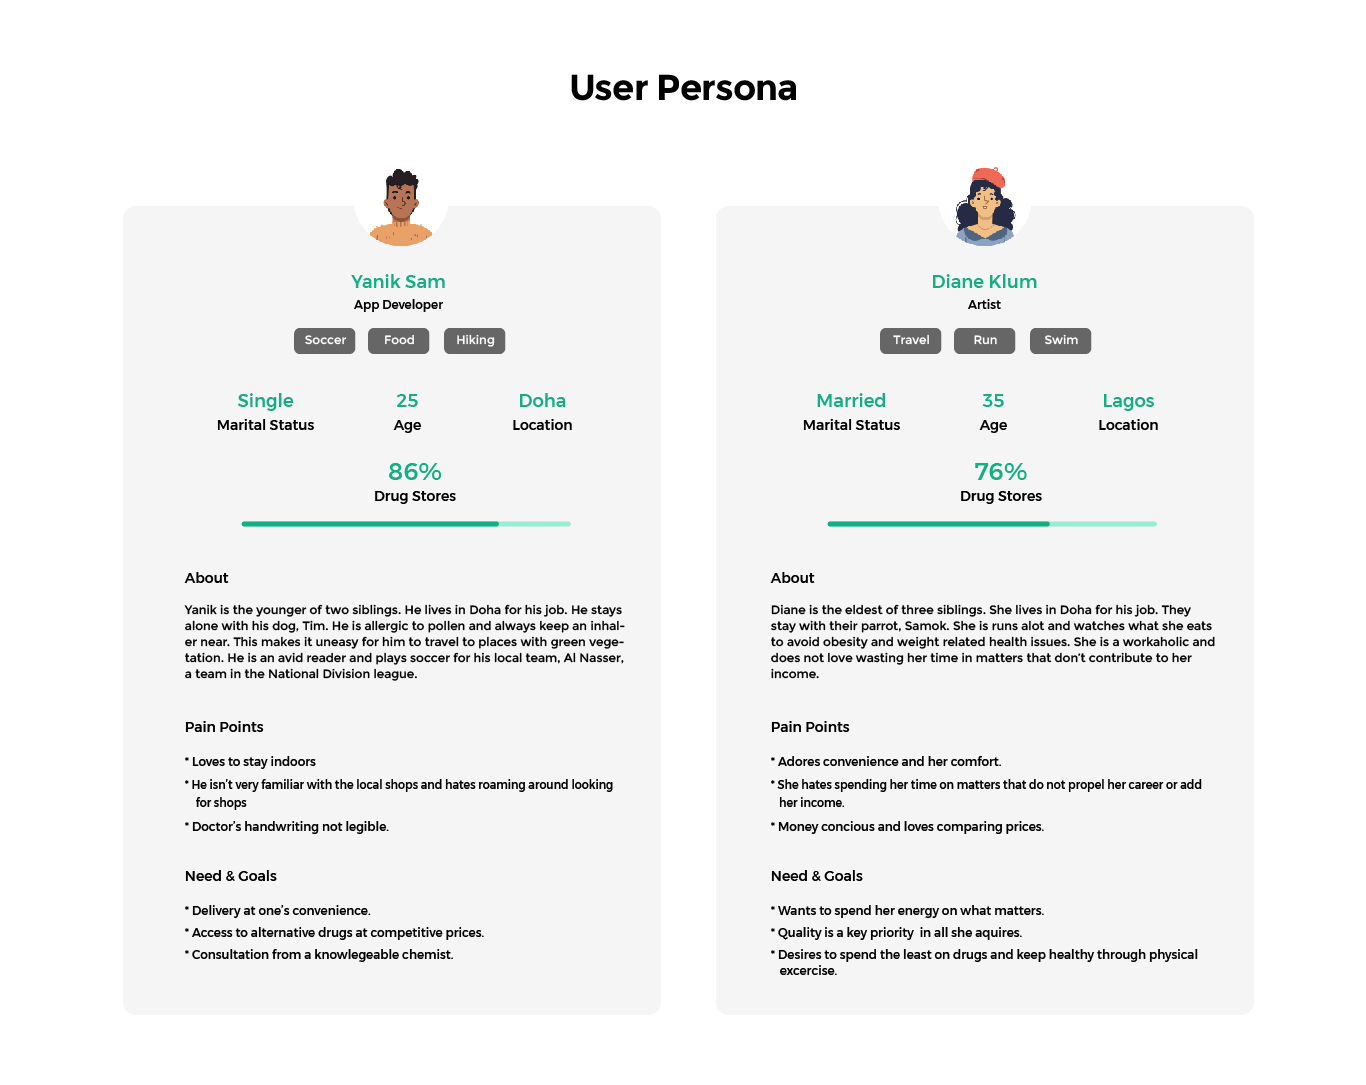 User Persona
Yanik Sam
App Developer
Soccer Food Hiking
Single 25 Doha
Marital Status Age Location
86%
Drug Stores
About
Yanik is the younger of two siblings. He lives in Doha for his job. He stays
alone with his dog, Tim. He is allergic to pollen and always keep an inhal-
er near. This makes it uneasy for him to travel to places with green vege-
tation. He is an avid reader and plays soccer for his local team, Al Nasser,
a team in the National Division league.
Pain Points
* Loves to stay indoors
* He isn't very familiar with the local shops and hates roaming around looking
for shops
* Doctor's handwriting not legible.
Need & Goals
* Delivery at one's convenience.
* Access to alternative drugs at competitive prices.
* Consultation from a knowlegeable chemist.
Diane Klum
Artist
Travel Run Swim
Married 35 Lagos
Marital Status Age Location
76%
Drug Stores
About
Diane is the eldest of three siblings. She lives in Doha for his job. They
stay with their parrot, Samok. She is runs alot and watches what she eats
to avoid obesity and weight related health issues. She is a workaholic and
does not love wasting her time in matters that don't contribute to her
income.
Pain Points
* Adores convenience and her comfort.
* She hates spending her time on matters that do not propel her career or add
her income.
* Money concious and loves comparing prices.
Need & Goals
* Wants to spend her energy on what matters.
* Quality is a key priority in all she aquires.
* Desires to spend the least on drugs and keep healthy through physical
excercise.